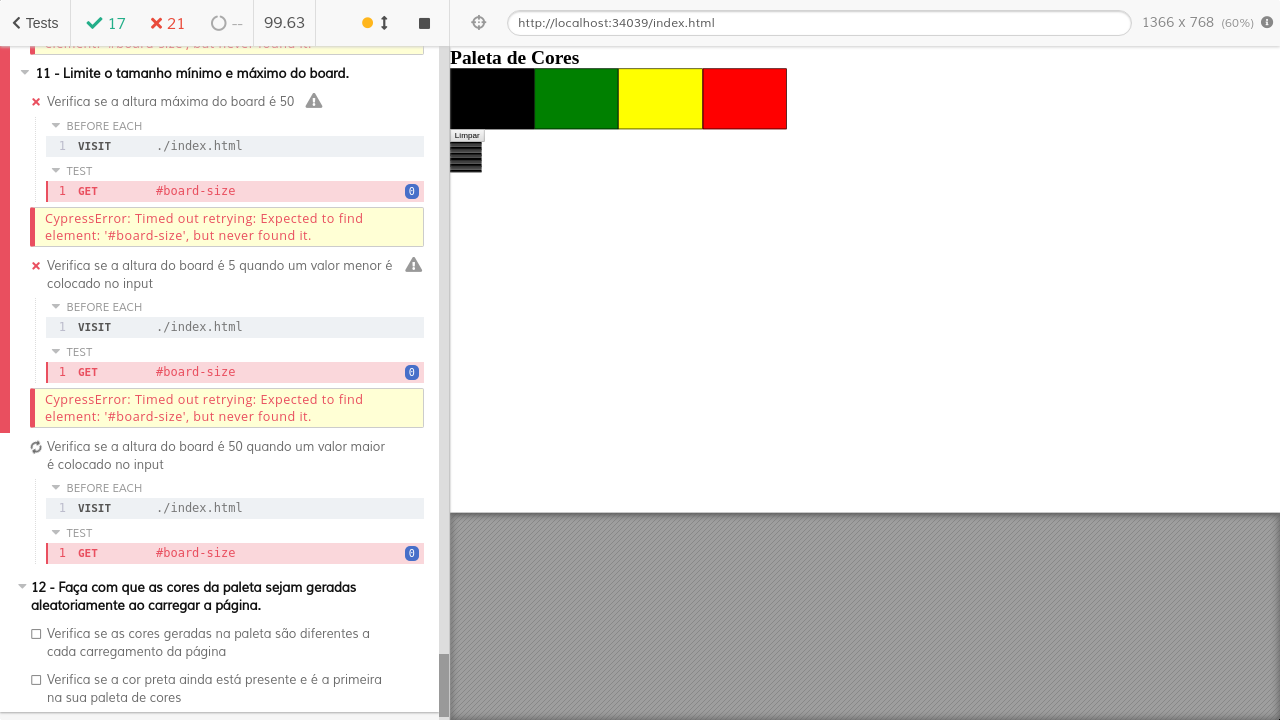 Tests 17 21 -- 99.63
http://localhost:34039/index.html 1366 x 768 (60%)
element: '#board-size', but never found it.
11 - Limite o tamanho mínimo e máximo do board.
Verifica se a altura máxima do board é 50
BEFORE EACH
1 VISIT ./index.html
TEST
1 GET #board-size 0
CypressError: Timed out retrying: Expected to find
element: '#board-size', but never found it.
Verifica se a altura do board é 5 quando um valor menor é
colocado no input
BEFORE EACH
1 VISIT ./index.html
TEST
1 GET #board-size 0
CypressError: Timed out retrying: Expected to find
element: '#board-size', but never found it.
Verifica se a altura do board é 50 quando um valor maior
é colocado no input
BEFORE EACH
1 VISIT ./index.html
TEST
1 GET #board-size 0
12 - Faça com que as cores da paleta sejam geradas
aleatoriamente ao carregar a página.
Verifica se as cores geradas na paleta são diferentes a
cada carregamento da página
Verifica se a cor preta ainda está presente e é a primeira
na sua paleta de cores
Paleta de Cores
Limpar